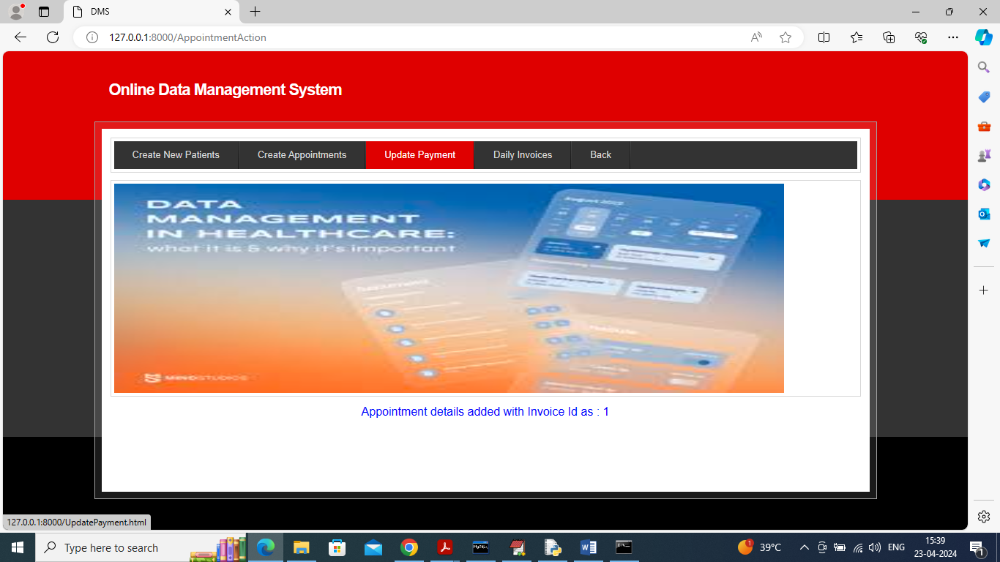 DMS
127.0.0.1:8000/AppointmentAction
Online Data Management System
Create New Patients
Create Appointments
Update Payment
Daily Invoices
Back
DATA
MANAGEMENT
IN HEALTHCARE:
what it is & why it's important
August 2022
MINDSTUDIOS
Appointment details added with Invoice Id as : 1
127.0.0.1:8000/UpdatePayment.html
Type here to search
39°C
ENG
15:39
23-04-2024
1